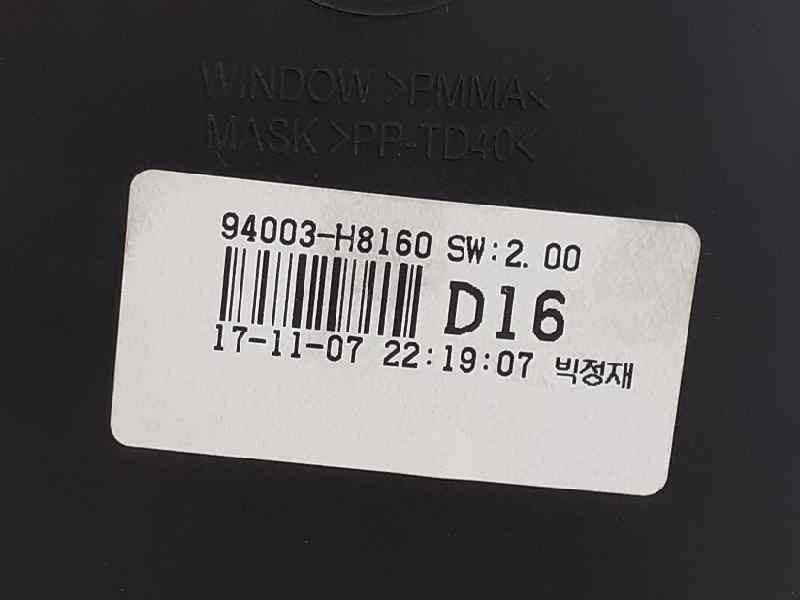 WINDOW >PMMA<
MASK >PP-TD40<
94003-H8160 SW:2.00
D16
17-11-07 22:19:07 빅정재